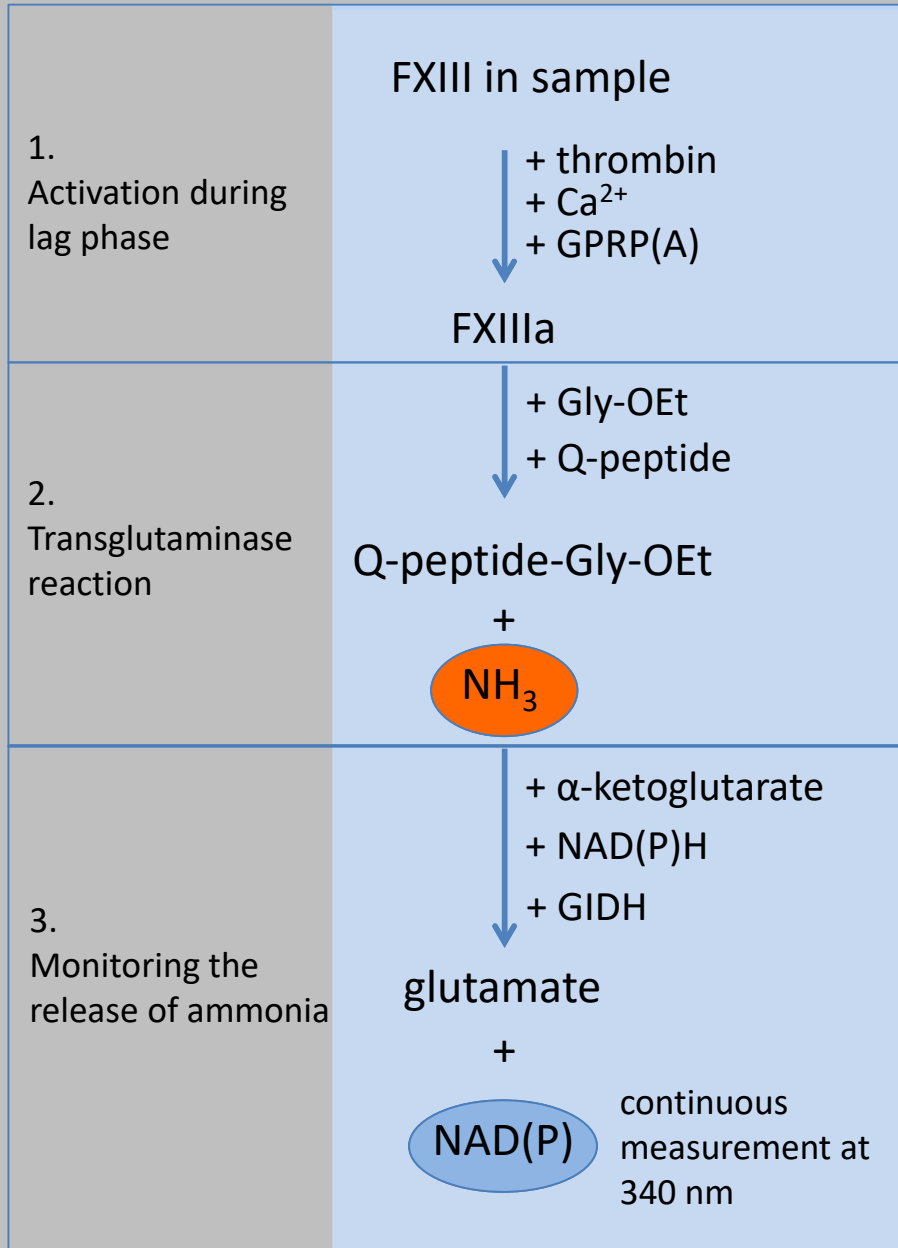 1.
Activation during
lag phase
FXIII in sample
+ thrombin
+ Ca²⁺
+ GPRP(A)
FXIIIa
2.
Transglutaminase
reaction
+ Gly-OEt
+ Q-peptide
Q-peptide-Gly-OEt
+
NH₃
3.
Monitoring the
release of ammonia
+ α-ketoglutarate
+ NAD(P)H
+ GlDH
glutamate
+
NAD(P)
continuous
measurement at
340 nm